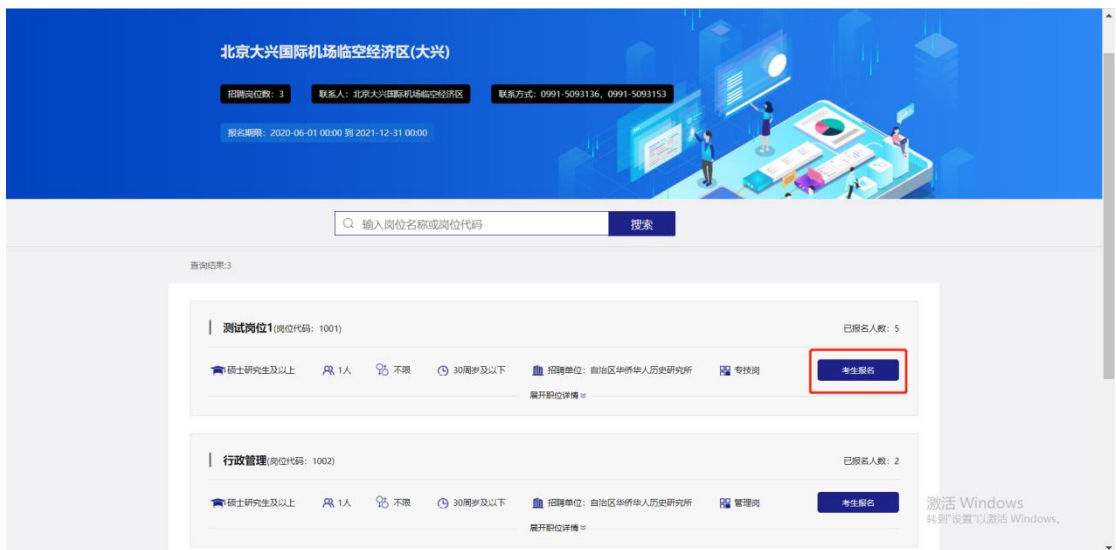 北京大兴国际机场临空经济区(大兴)
招聘岗位数：3 联系人：北京大兴国际机场临空经济区 联系方式：0991-5093136，0991-5093153
报名期限：2020-06-01 00:00 到 2021-12-31 00:00
输入岗位名称或岗位代码 搜索
查询结果:3
测试岗位1(岗位代码：1001) 已报名人数：5
硕士研究生及以上 1人 不限 30周岁及以下 招聘单位：自治区华侨华人历史研究所 专技岗 考生报名
展开职位详情
行政管理(岗位代码：1002) 已报名人数：2
硕士研究生及以上 1人 不限 30周岁及以下 招聘单位：自治区华侨华人历史研究所 管理岗 考生报名
展开职位详情
激活 Windows
转到"设置"以激活 Windows。